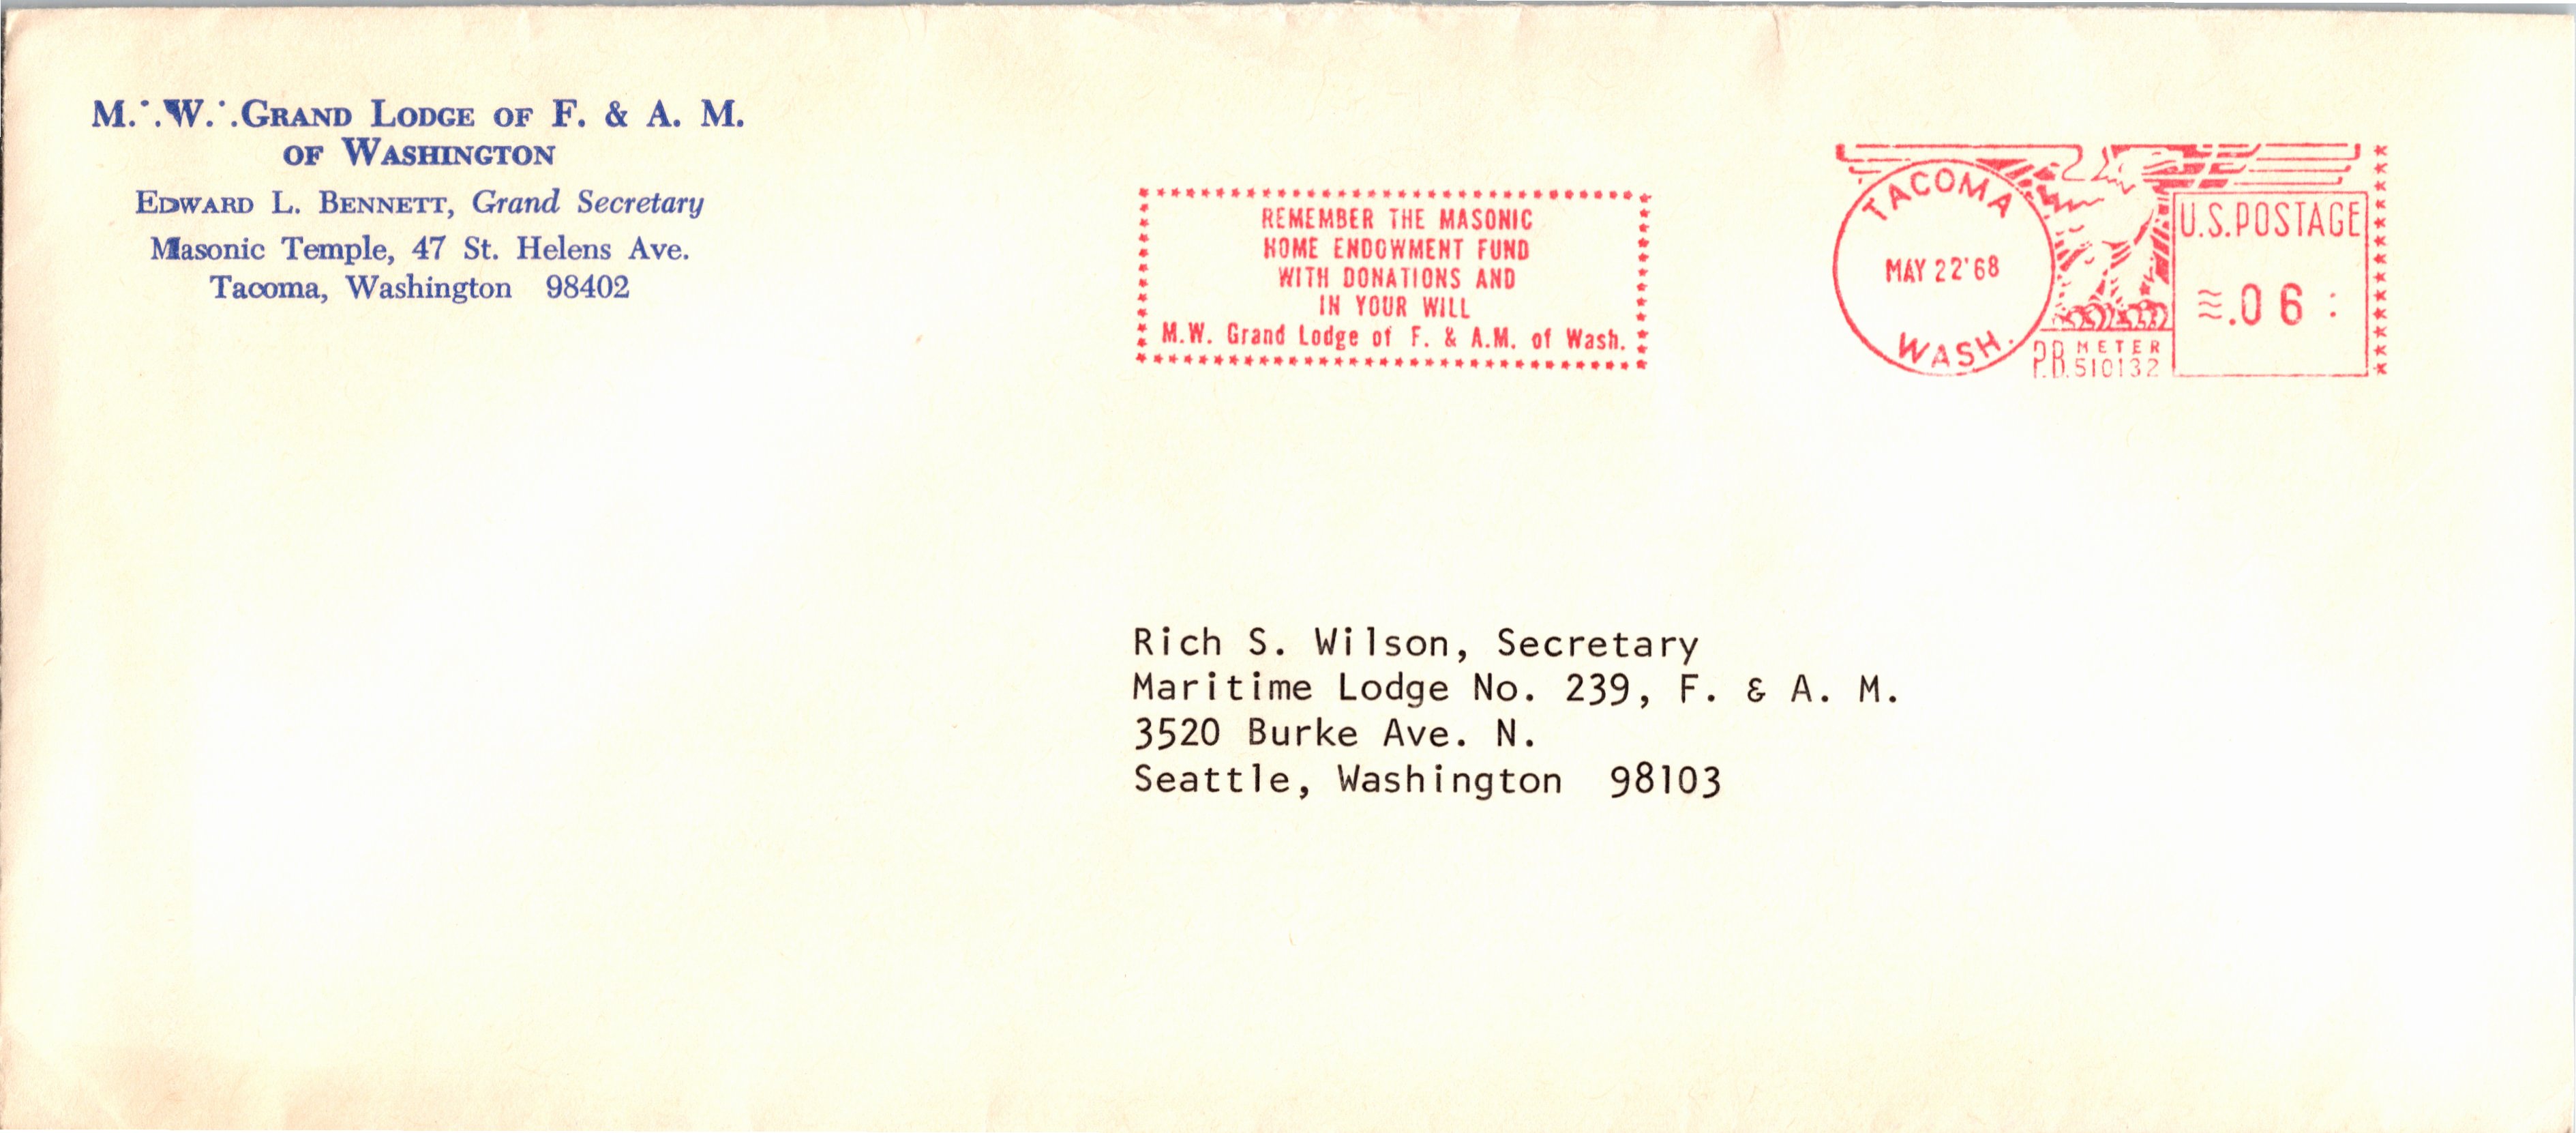 M.∴W.∴GRAND LODGE OF F. & A. M.
OF WASHINGTON
EDWARD L. BENNETT, Grand Secretary
Masonic Temple, 47 St. Helens Ave.
Tacoma, Washington 98402
REMEMBER THE MASONIC
HOME ENDOWMENT FUND
WITH DONATIONS AND
IN YOUR WILL
M.W. Grand Lodge of F. & A.M. of Wash.
TACOMA
MAY 22'68
WASH.
P.B. METER
510132
U.S. POSTAGE
.06
Rich S. Wilson, Secretary
Maritime Lodge No. 239, F. & A. M.
3520 Burke Ave. N.
Seattle, Washington 98103